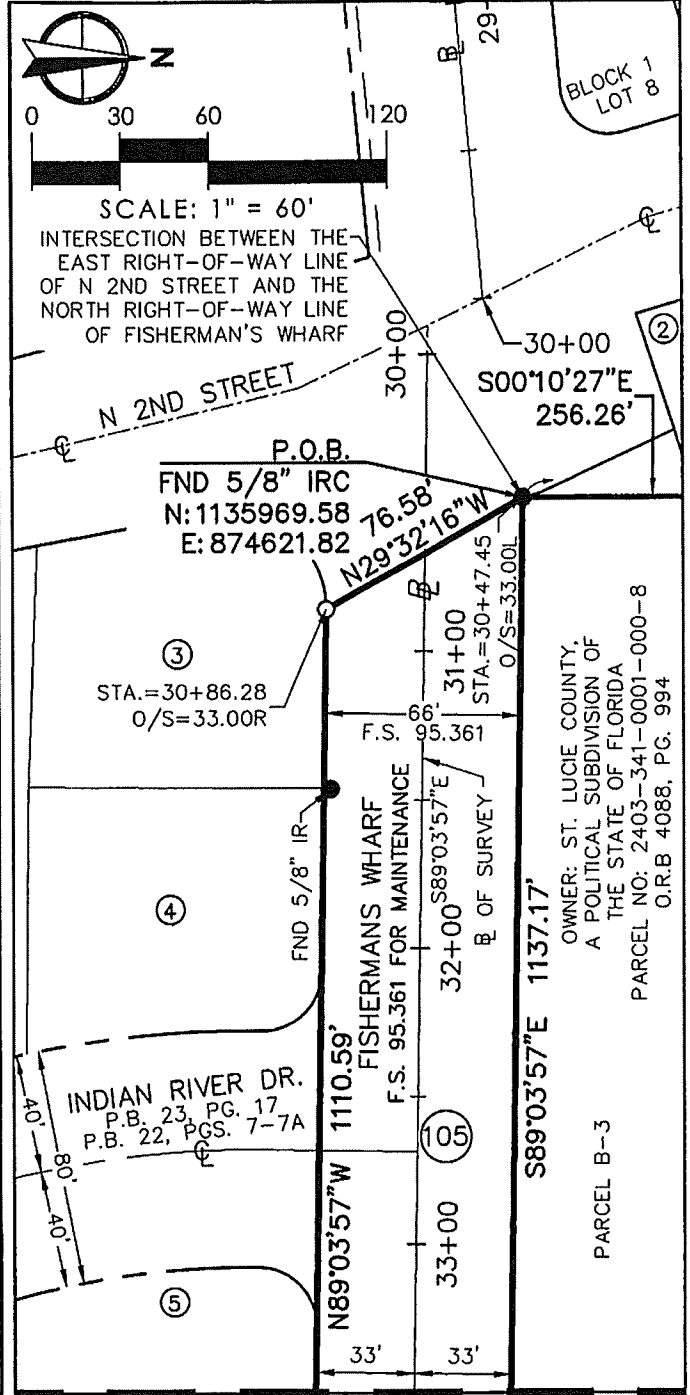 N
0 30 60 120
SCALE: 1" = 60'
INTERSECTION BETWEEN THE
EAST RIGHT-OF-WAY LINE
OF N 2ND STREET AND THE
NORTH RIGHT-OF-WAY LINE
OF FISHERMAN'S WHARF
BL
29-
BLOCK 1
LOT 8
CL
30+00
30+00
2
N 2ND STREET
CL
S00°10'27"E
256.26'
P.O.B.
FND 5/8" IRC
N:1135969.58
E:874621.82
76.58'
N29°32'16"W
BL
31+00
STA.=30+47.45
O/S=33.00L
3
STA.=30+86.28
O/S=33.00R
66'
F.S. 95.361
FND 5/8" IR
4
FISHERMANS WHARF
F.S. 95.361 FOR MAINTENANCE
S89°03'57"E
32+00
BL OF SURVEY
OWNER: ST. LUCIE COUNTY,
A POLITICAL SUBDIVISION OF
THE STATE OF FLORIDA
PARCEL NO: 2403-341-0001-000-8
O.R.B 4088, PG. 994
S89°03'57"E 1137.17'
N89°03'57"W 1110.59'
INDIAN RIVER DR.
P.B. 23, PG. 17
P.B. 22, PGS. 7-7A
CL
40'
80'
40'
105
33+00
PARCEL B-3
5
33'
33'